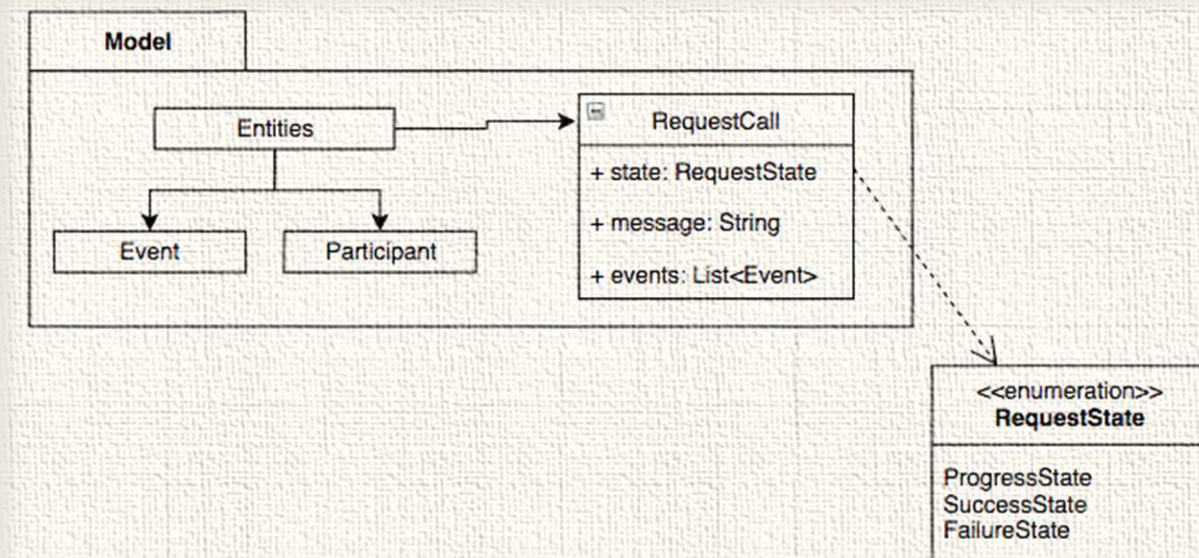 Model
Entities
RequestCall
+ state: RequestState
+ message: String
+ events: List<Event>
Event
Participant
<<enumeration>>
RequestState
ProgressState
SuccessState
FailureState